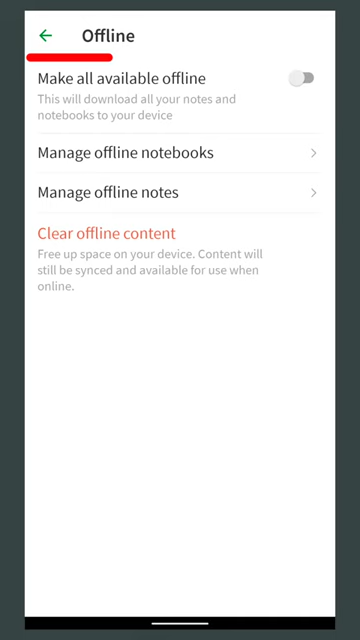 Offline
Make all available offline
This will download all your notes and
notebooks to your device
Manage offline notebooks
Manage offline notes
Clear offline content
Free up space on your device. Content will
still be synced and available for use when
online.